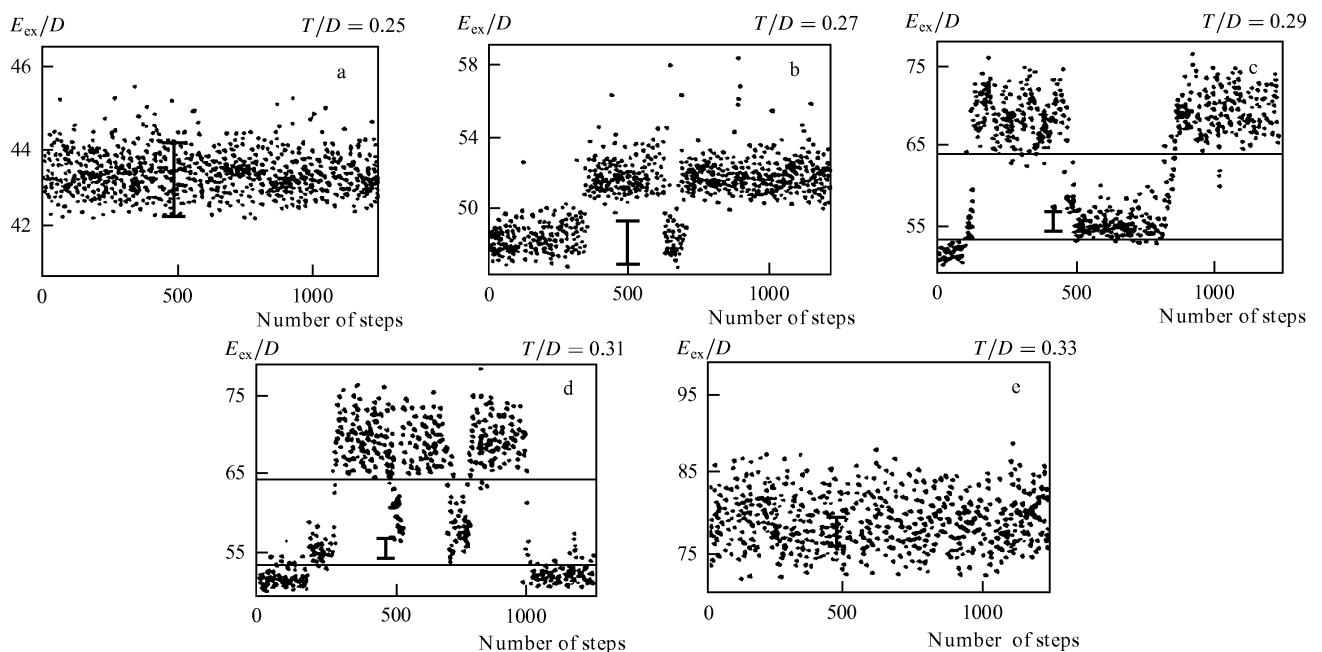 E_ex/D T/D = 0.25
a
46
44
42
0 500 1000
Number of steps
E_ex/D T/D = 0.27
b
58
54
50
0 500 1000
Number of steps
E_ex/D T/D = 0.29
c
75
65
55
0 500 1000
Number of steps
E_ex/D T/D = 0.31
d
75
65
55
0 500 1000
Number of steps
E_ex/D T/D = 0.33
e
95
85
75
0 500 1000
Number of steps